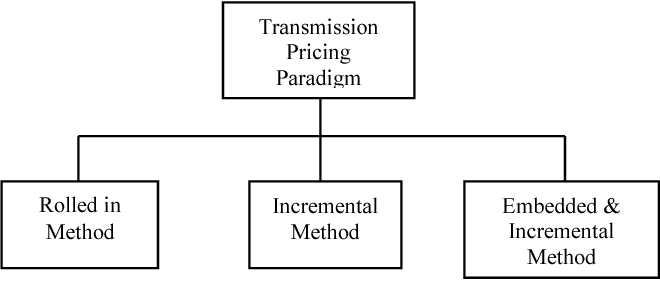 Transmission
Pricing
Paradigm
Rolled in
Method
Incremental
Method
Embedded &
Incremental
Method